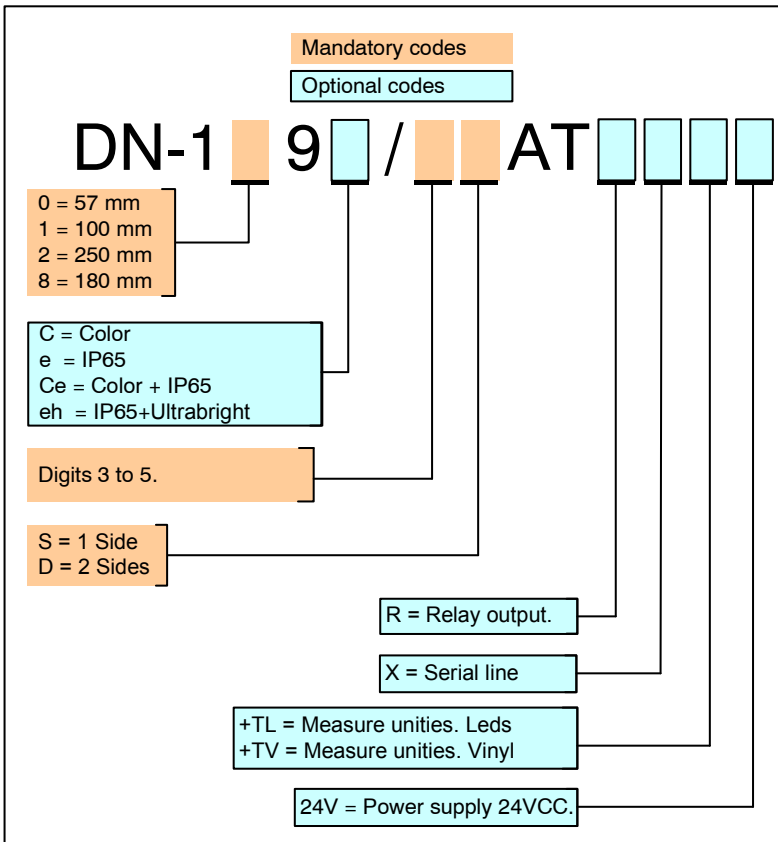 Mandatory codes
Optional codes
DN-1 9 / AT
0 = 57 mm
1 = 100 mm
2 = 250 mm
8 = 180 mm
C = Color
e = IP65
Ce = Color + IP65
eh = IP65+Ultrabright
Digits 3 to 5.
S = 1 Side
D = 2 Sides
R = Relay output.
X = Serial line
+TL = Measure unities. Leds
+TV = Measure unities. Vinyl
24V = Power supply 24VCC.